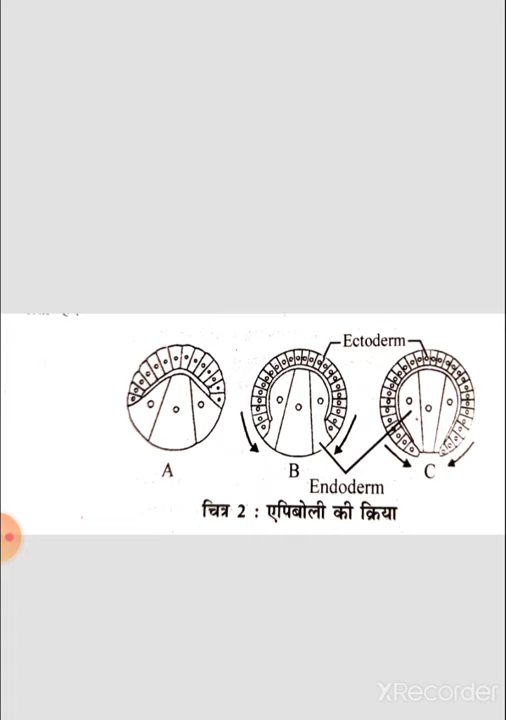 Ectoderm
A
B
C
Endoderm
चित्र 2 : एपिबोली की क्रिया
XRecorder